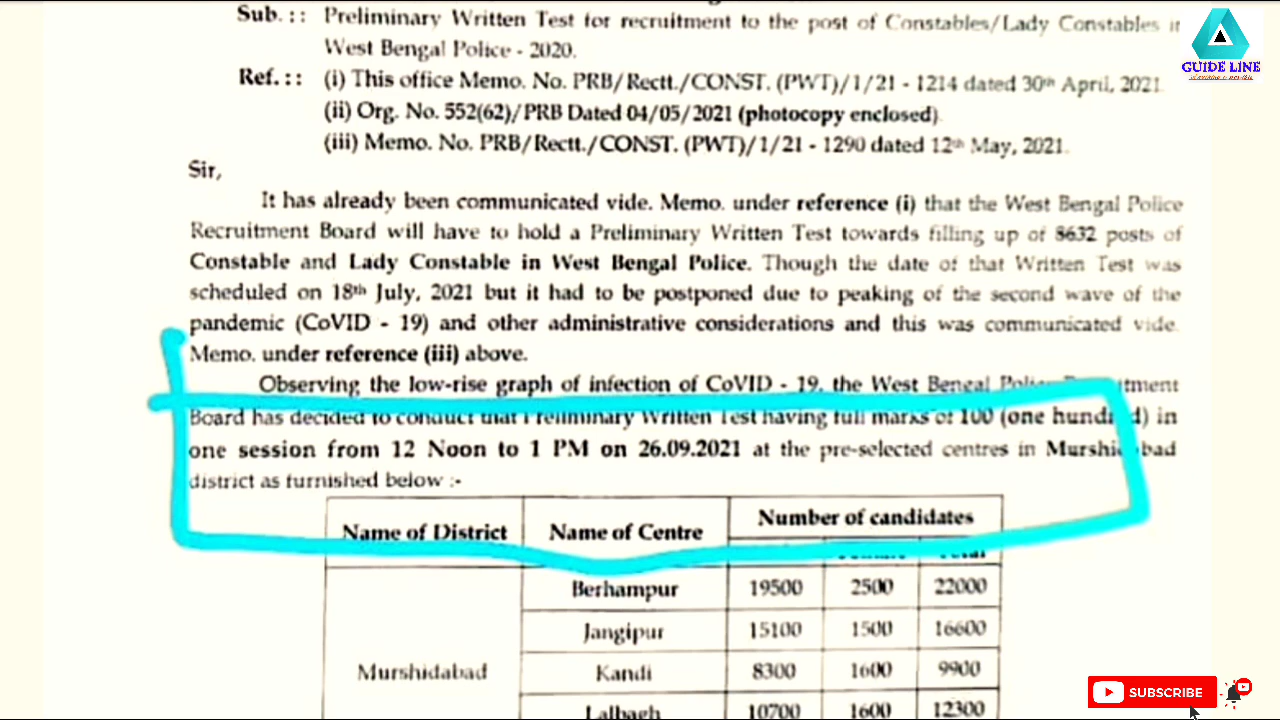 Sub. :: Preliminary Written Test for recruitment to the post of Constables/Lady Constables in
West Bengal Police - 2020.
Ref. :: (i) This office Memo. No. PRB/Rectt./CONST. (PWT)/1/21 - 1214 dated 30th April, 2021.
(ii) Org. No. 552(62)/PRB Dated 04/05/2021 (photocopy enclosed).
(iii) Memo. No. PRB/Rectt./CONST. (PWT)/1/21 - 1290 dated 12th May, 2021.
Sir,
It has already been communicated vide. Memo. under reference (i) that the West Bengal Police
Recruitment Board will have to hold a Preliminary Written Test towards filling up of 8632 posts of
Constable and Lady Constable in West Bengal Police. Though the date of that Written Test was
scheduled on 18th July, 2021 but it had to be postponed due to peaking of the second wave of the
pandemic (CoVID - 19) and other administrative considerations and this was communicated vide.
Memo. under reference (iii) above.
Observing the low-rise graph of infection of CoVID - 19, the West Bengal Police Recruitment
Board has decided to conduct that Preliminary Written Test having full marks of 100 (one hundred) in
one session from 12 Noon to 1 PM on 26.09.2021 at the pre-selected centres in Murshidabad
district as furnished below :-
Name of District Name of Centre Number of candidates
Total
Berhampur 19500 2500 22000
Jangipur 15100 1500 16600
Murshidabad Kandi 8300 1600 9900
Lalbagh 10700 1600 12300
GUIDE LINE
SUBSCRIBE